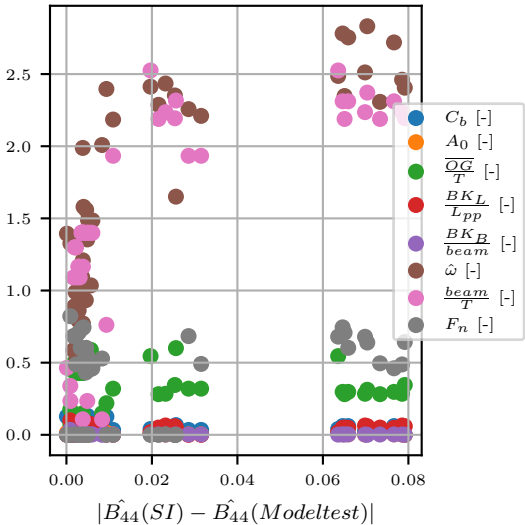 2.5
2.0
1.5
1.0
0.5
0.0
0.00 0.02 0.04 0.06 0.08
|\hat{B_{44}}(SI) − \hat{B_{44}}(Modeltest)|
C_b [-]
A_0 [-]
\frac{\overline{OG}}{T} [-]
\frac{BK_L}{L_{pp}} [-]
\frac{BK_B}{beam} [-]
\hat{ω} [-]
\frac{beam}{T} [-]
F_n [-]